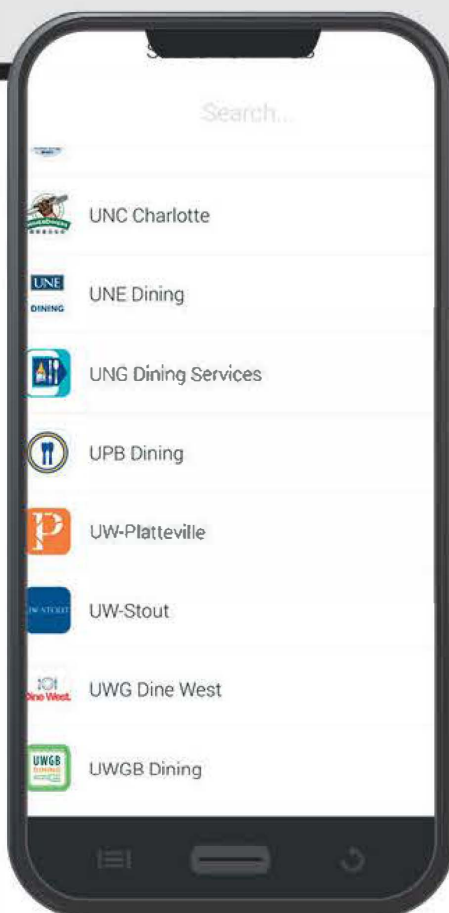 Search...
UNC Charlotte
UNE
DINING
UNE Dining
UNG Dining Services
UPB Dining
P
UW-Platteville
UW-STOUT
UW-Stout
Dine West.
UWG Dine West
UWGB
DINING
UWGB Dining